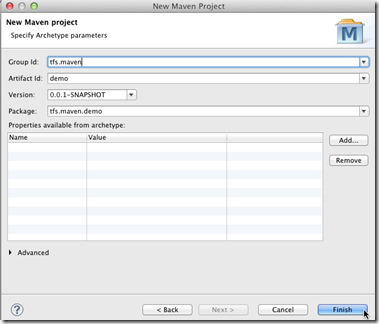 New Maven Project
New Maven project
Specify Archetype parameters
M
Group Id: tfs.maven
Artifact Id: demo
Version: 0.0.1-SNAPSHOT
Package: tfs.maven.demo
Properties available from archetype:
Name Value
Add...
Remove
Advanced
?
< Back Next > Cancel Finish